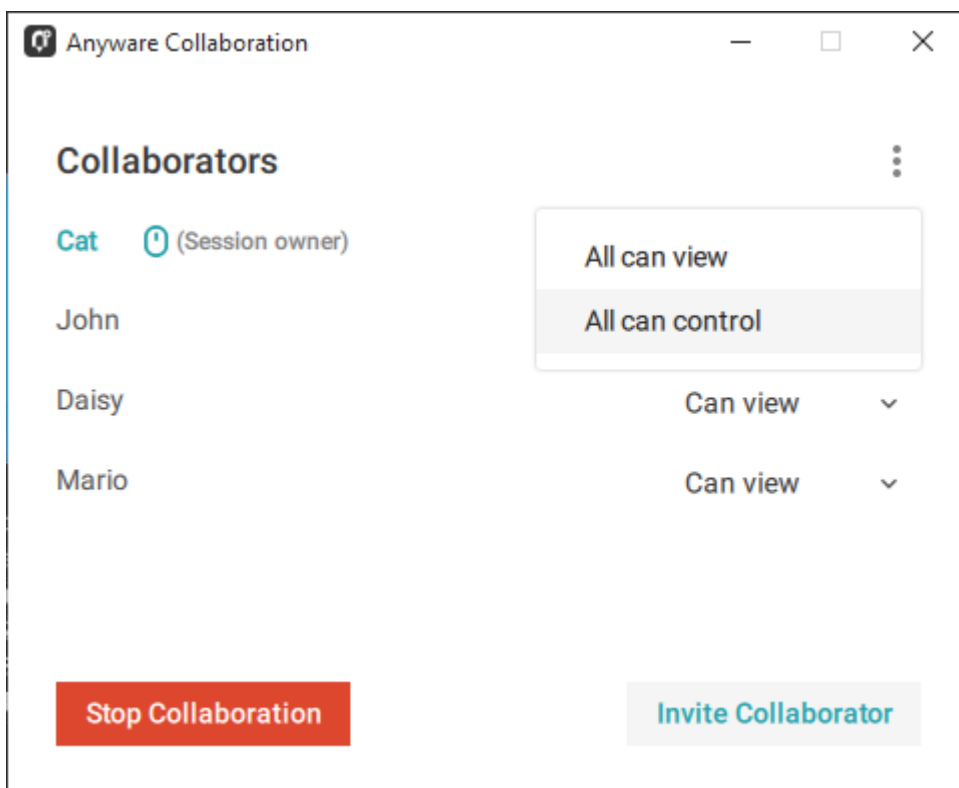 Anyware Collaboration
Collaborators
Cat (Session owner)
All can view
John
All can control
Daisy Can view
Mario Can view
Stop Collaboration Invite Collaborator